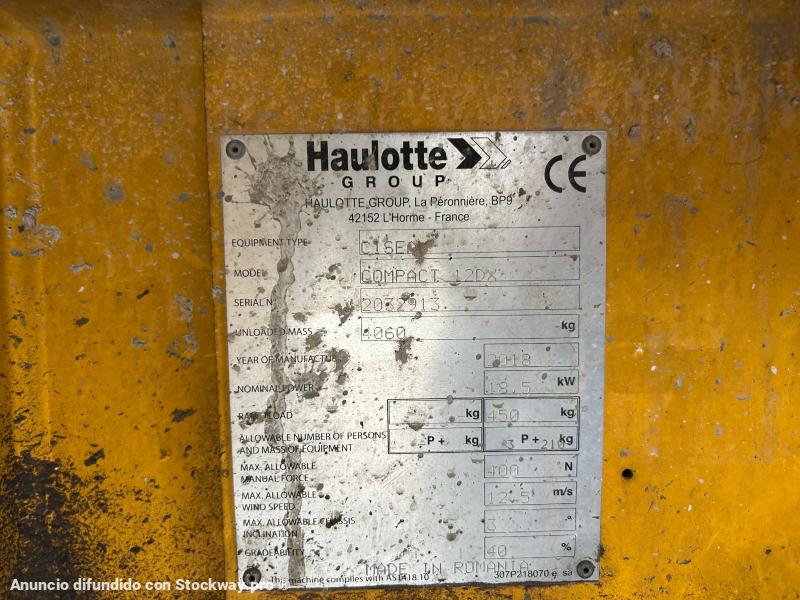 Haulotte
GROUP
CE
HAULOTTE GROUP, La Péronnière, BP9
42152 L'Horme - France
EQUIPMENT TYPE
MODEL COMPACT 12DX
SERIAL N° 2032913
UNLOADED MASS 4060 kg
YEAR OF MANUFACTURE 2018
NOMINAL POWER 18.5 kW
RATED LOAD kg 450 kg
ALLOWABLE NUMBER OF PERSONS
AND MASS OF EQUIPMENT P + kg 3 P + 210 kg
MAX. ALLOWABLE
MANUAL FORCE 400 N
MAX. ALLOWABLE
WIND SPEED 12.5 m/s
MAX. ALLOWABLE CHASSIS
INCLINATION 3 °
GRADEABILITY 40 %
MADE IN ROMANIA
This machine complies with AS1418.10 307P218070 e sa
Anuncio difundido con Stockway.pro